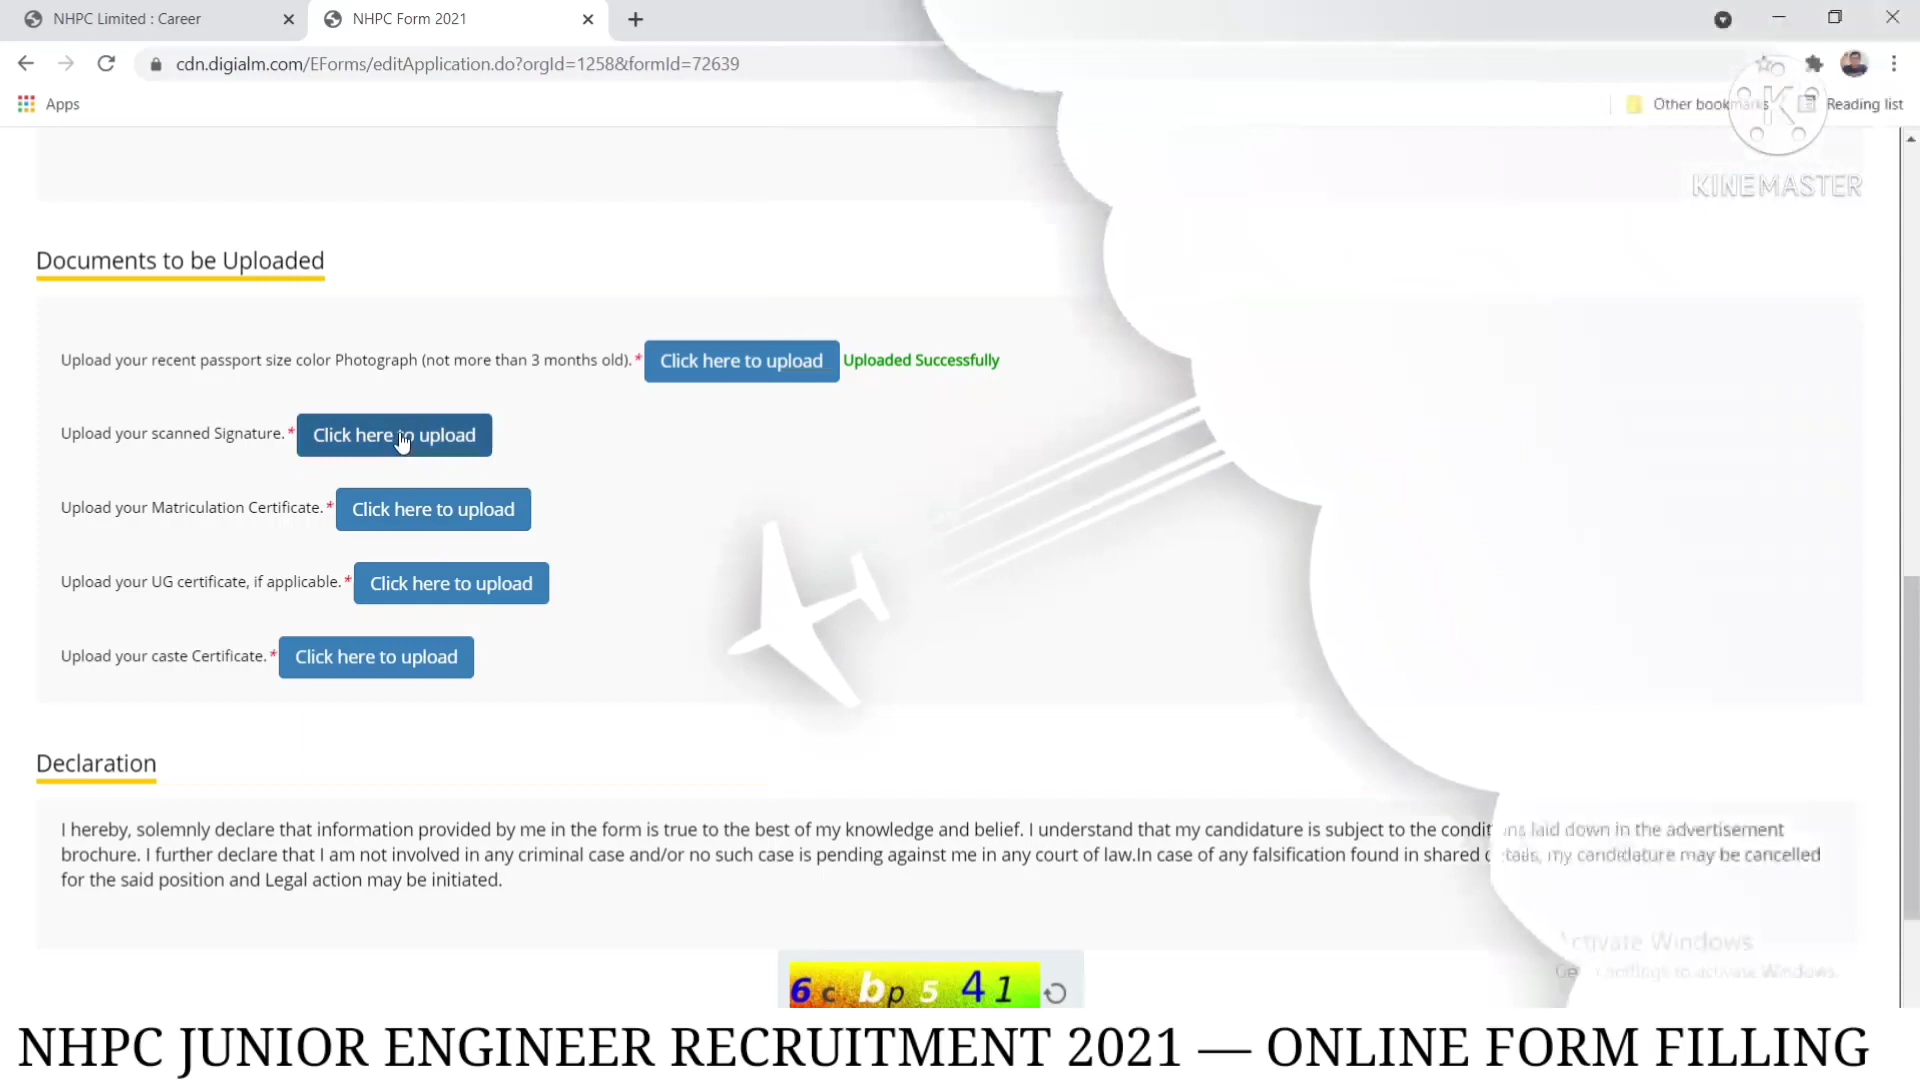 NHPC Limited : Career
NHPC Form 2021
cdn.digialm.com/EForms/editApplication.do?orgId=1258&formId=72639
Apps
Other bookmarks
Reading list
KINEMASTER
Documents to be Uploaded
Upload your recent passport size color Photograph (not more than 3 months old).* Click here to upload Uploaded Successfully
Upload your scanned Signature.* Click here to upload
Upload your Matriculation Certificate.* Click here to upload
Upload your UG certificate, if applicable.* Click here to upload
Upload your caste Certificate.* Click here to upload
Declaration
I hereby, solemnly declare that information provided by me in the form is true to the best of my knowledge and belief. I understand that my candidature is subject to the conditions laid down in the advertisement
brochure. I further declare that I am not involved in any criminal case and/or no such case is pending against me in any court of law.In case of any falsification found in shared details, my candidature may be cancelled
for the said position and Legal action may be initiated.
Activate Windows
Settings to activate Windows.
6 c b p 5 4 1
NHPC JUNIOR ENGINEER RECRUITMENT 2021 — ONLINE FORM FILLING